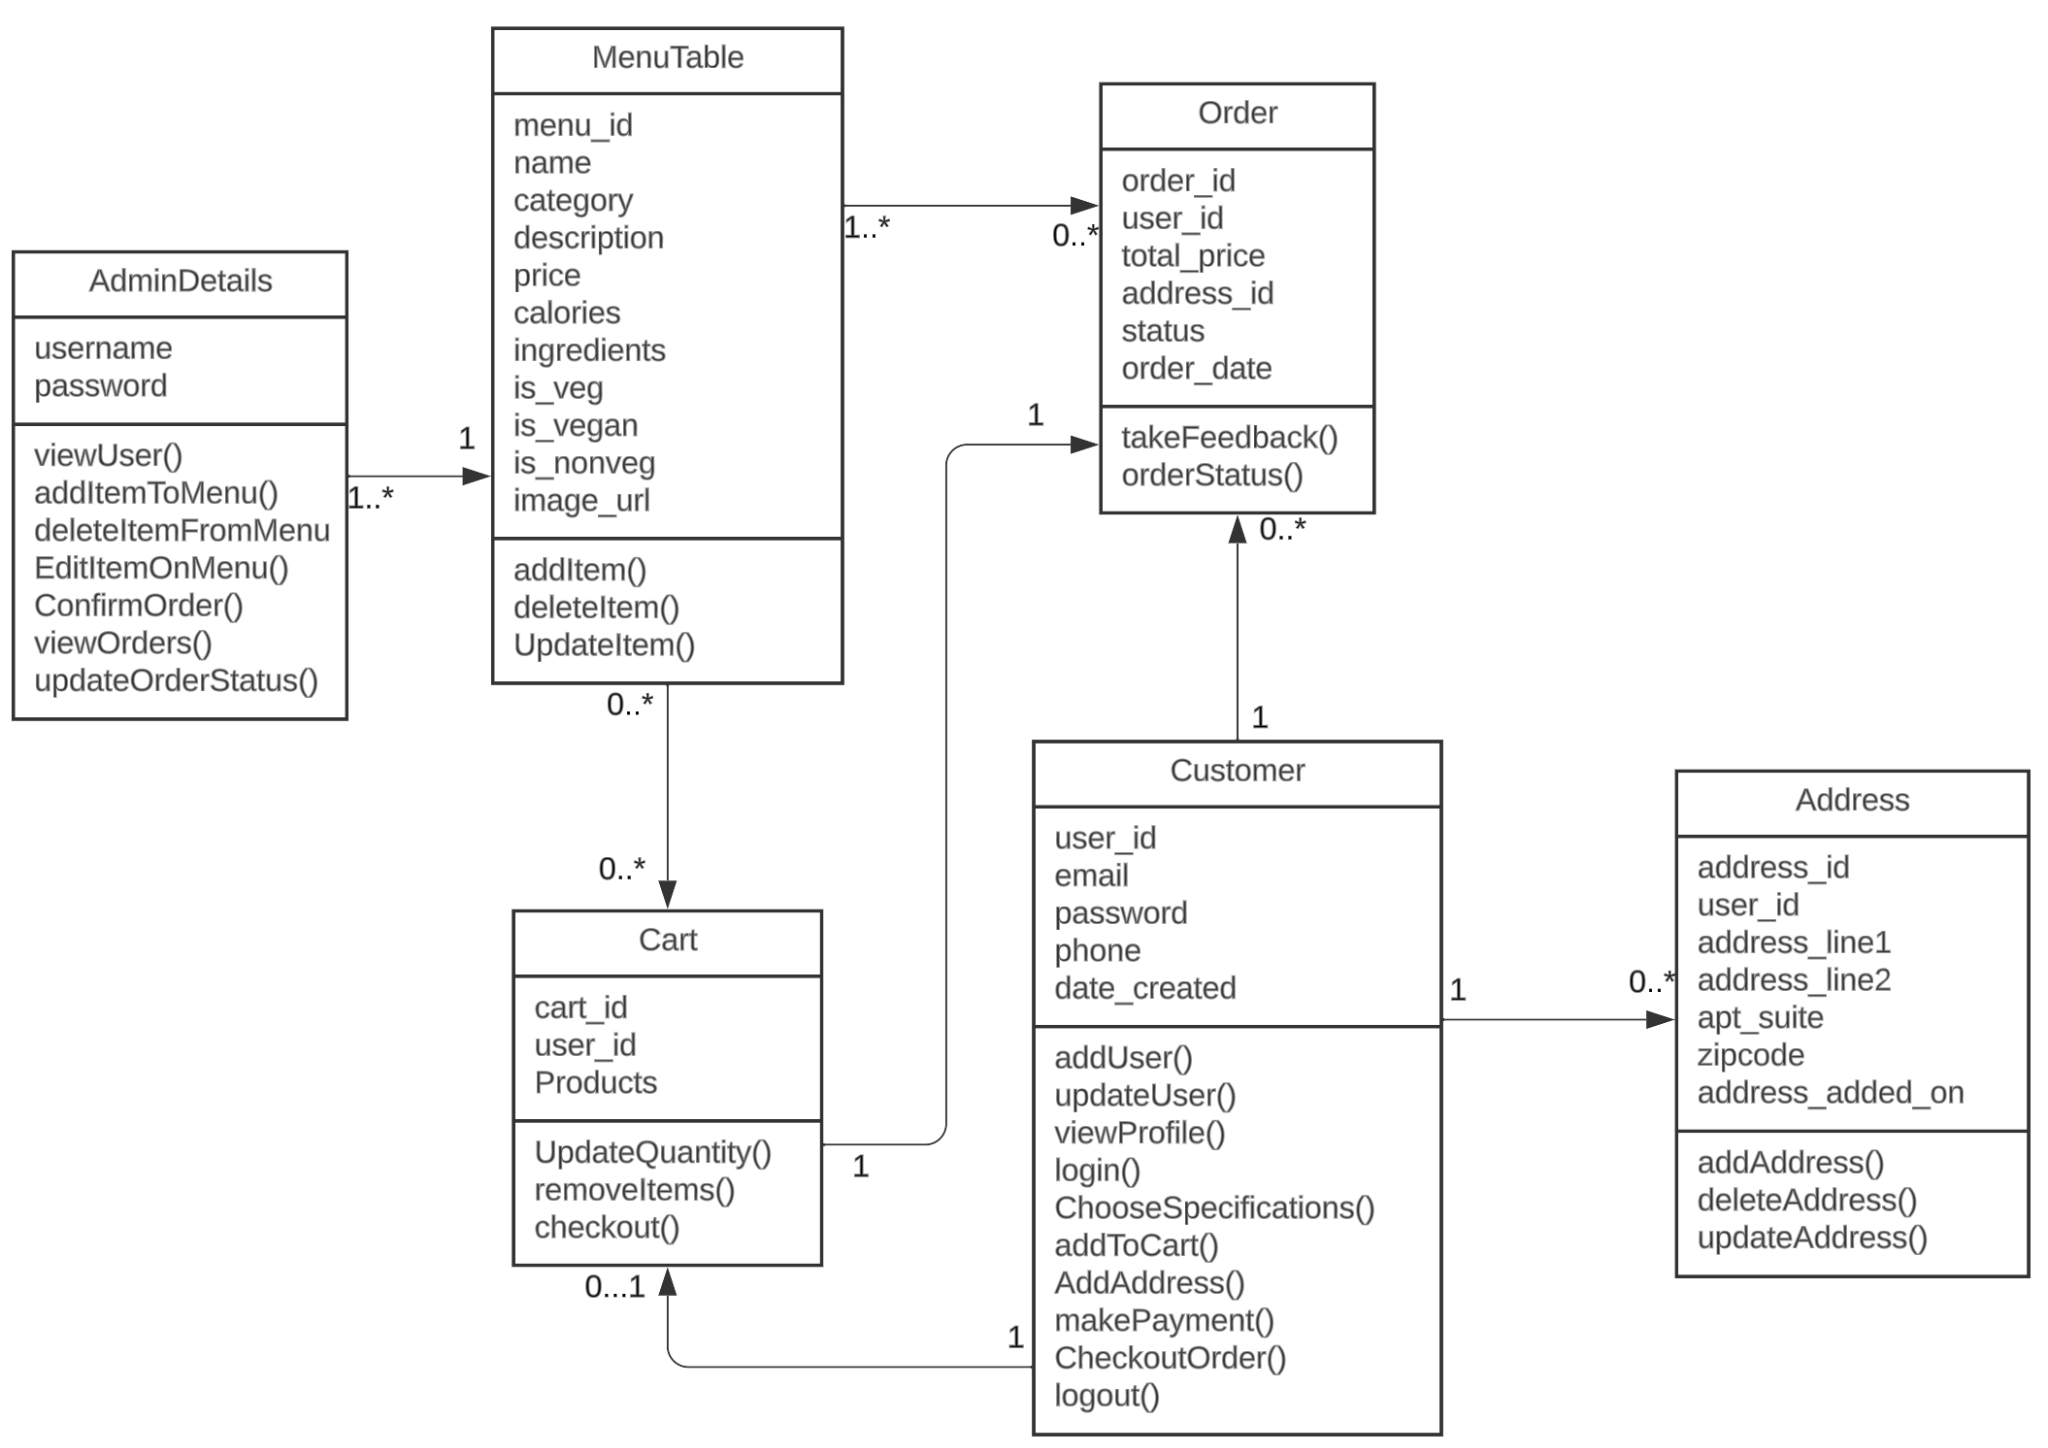 MenuTable
menu_id
name
category
description
price
calories
ingredients
is_veg
is_vegan
is_nonveg
image_url
addItem()
deleteItem()
UpdateItem()
Order
order_id
user_id
total_price
address_id
status
order_date
takeFeedback()
orderStatus()
1..*
0..*
AdminDetails
username
password
viewUser()
addItemToMenu()
deleteItemFromMenu
EditItemOnMenu()
ConfirmOrder()
viewOrders()
updateOrderStatus()
1
1..*
1
0..*
0..*
1
0..*
Cart
cart_id
user_id
Products
UpdateQuantity()
removeItems()
checkout()
1
0...1
1
Customer
user_id
email
password
phone
date_created
addUser()
updateUser()
viewProfile()
login()
ChooseSpecifications()
addToCart()
AddAddress()
makePayment()
CheckoutOrder()
logout()
1
0..*
Address
address_id
user_id
address_line1
address_line2
apt_suite
zipcode
address_added_on
addAddress()
deleteAddress()
updateAddress()